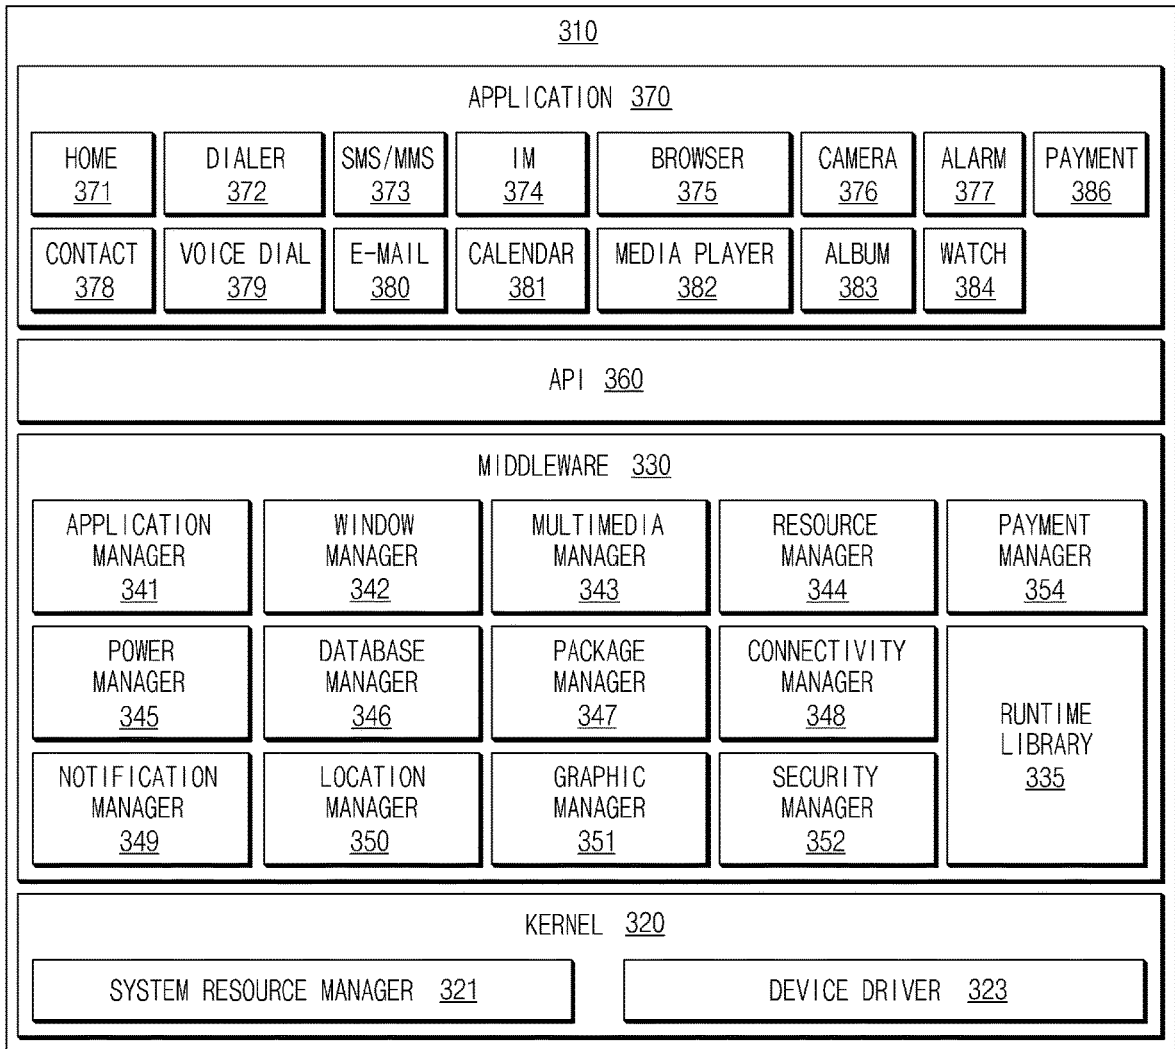 310
APPLICATION 370
HOME
371
DIALER
372
SMS/MMS
373
IM
374
BROWSER
375
CAMERA
376
ALARM
377
PAYMENT
386
CONTACT
378
VOICE DIAL
379
E-MAIL
380
CALENDAR
381
MEDIA PLAYER
382
ALBUM
383
WATCH
384
API 360
MIDDLEWARE 330
APPLICATION
MANAGER
341
WINDOW
MANAGER
342
MULTIMEDIA
MANAGER
343
RESOURCE
MANAGER
344
PAYMENT
MANAGER
354
POWER
MANAGER
345
DATABASE
MANAGER
346
PACKAGE
MANAGER
347
CONNECTIVITY
MANAGER
348
RUNTIME
LIBRARY
335
NOTIFICATION
MANAGER
349
LOCATION
MANAGER
350
GRAPHIC
MANAGER
351
SECURITY
MANAGER
352
KERNEL 320
SYSTEM RESOURCE MANAGER 321
DEVICE DRIVER 323